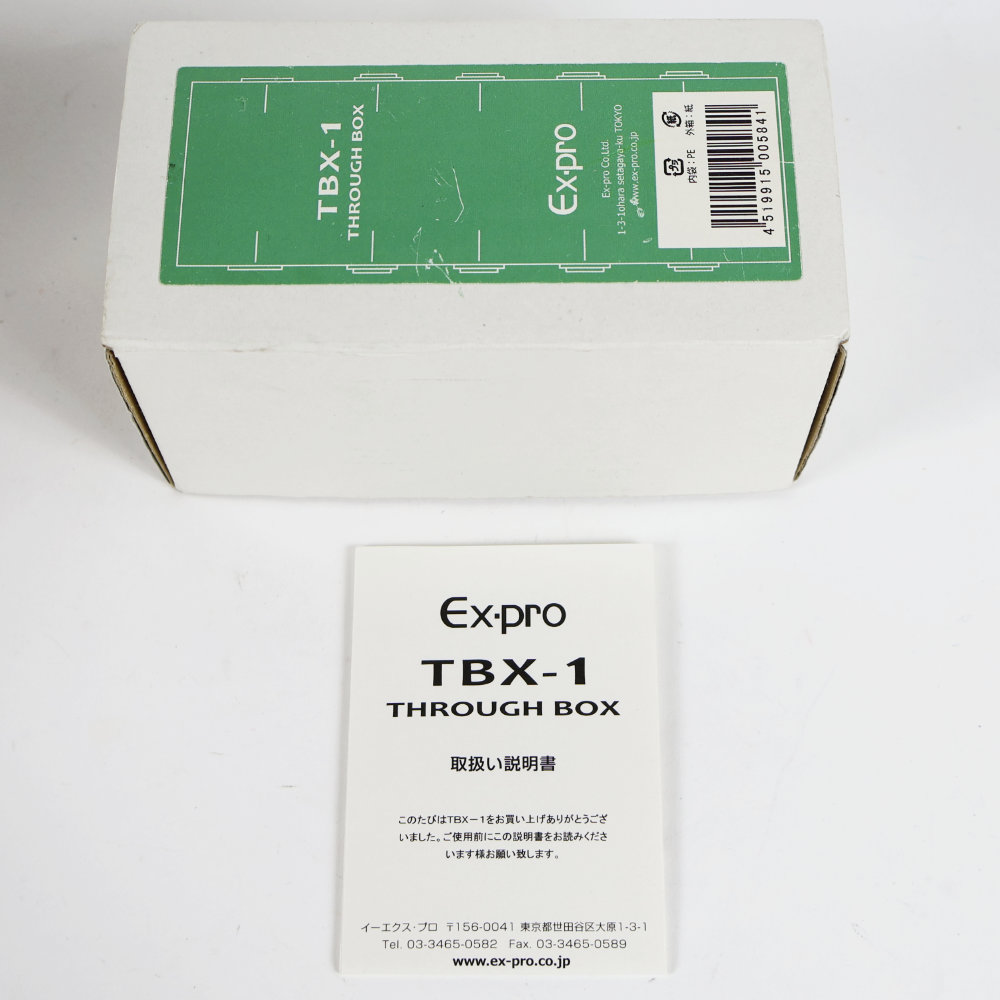 TBX-1
THROUGH BOX
Ex-pro
Ex-pro Co,Ltd.
1-3-1ohara setagaya-ku TOKYO
www.ex-pro.co.jp
プラ
紙
内袋：PE 外箱：紙
4 519915 005841
Ex-pro
TBX-1
THROUGH BOX
取扱い説明書
このたびはTBX－1をお買い上げありがとうござ
いました。ご使用前にこの説明書をお読みくださ
います様お願い致します。
イーエクス・プロ 〒156-0041 東京都世田谷区大原1-3-1
Tel. 03-3465-0582 Fax. 03-3465-0589
www.ex-pro.co.jp